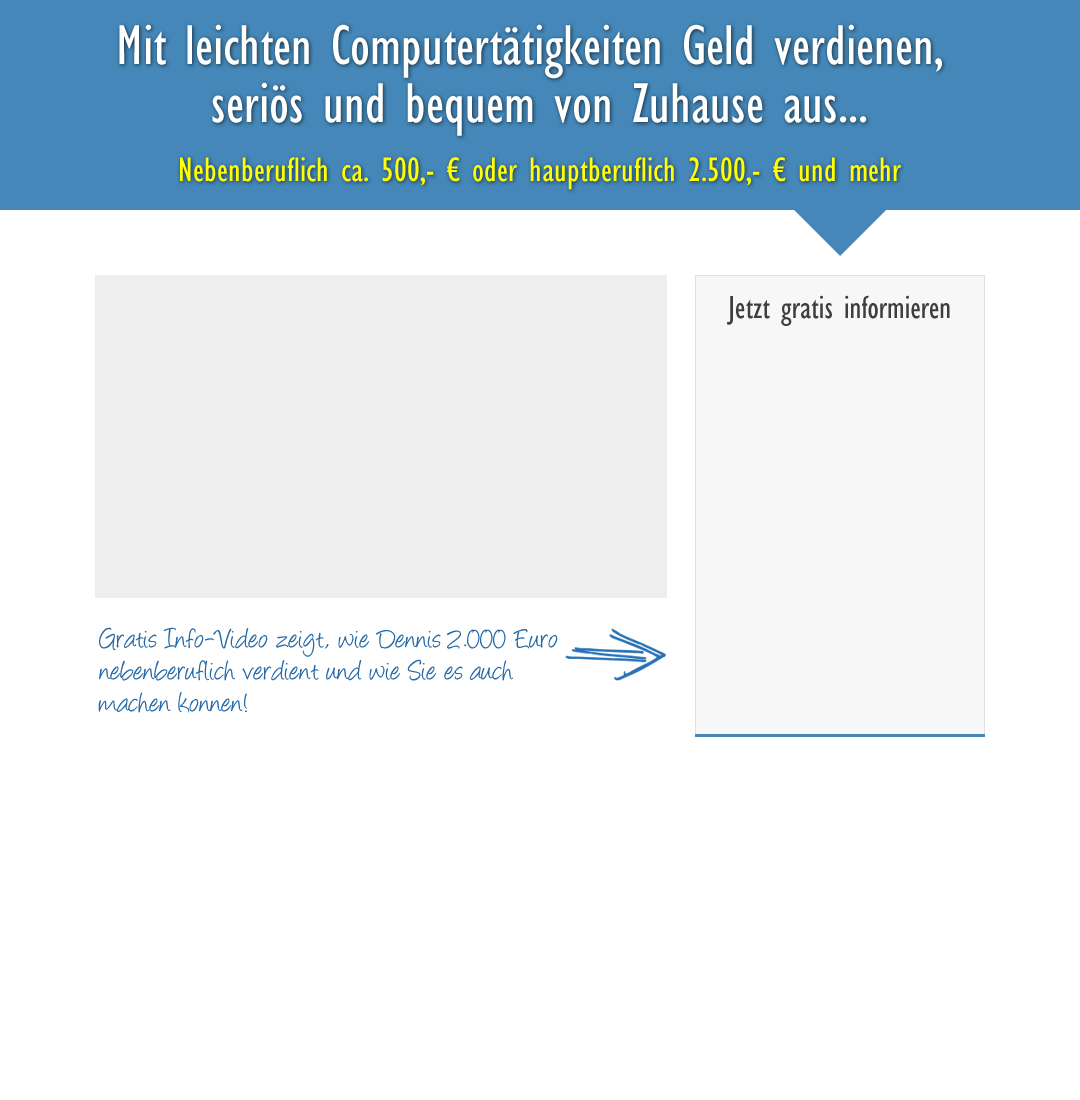 Mit leichten Computertätigkeiten Geld verdienen,
seriös und bequem von Zuhause aus...
Nebenberuflich ca. 500,- € oder hauptberuflich 2.500,- € und mehr
Jetzt gratis informieren
Gratis Info-Video zeigt, wie Dennis 2.000 Euro
nebenberuflich verdient und wie Sie es auch
machen konnen!